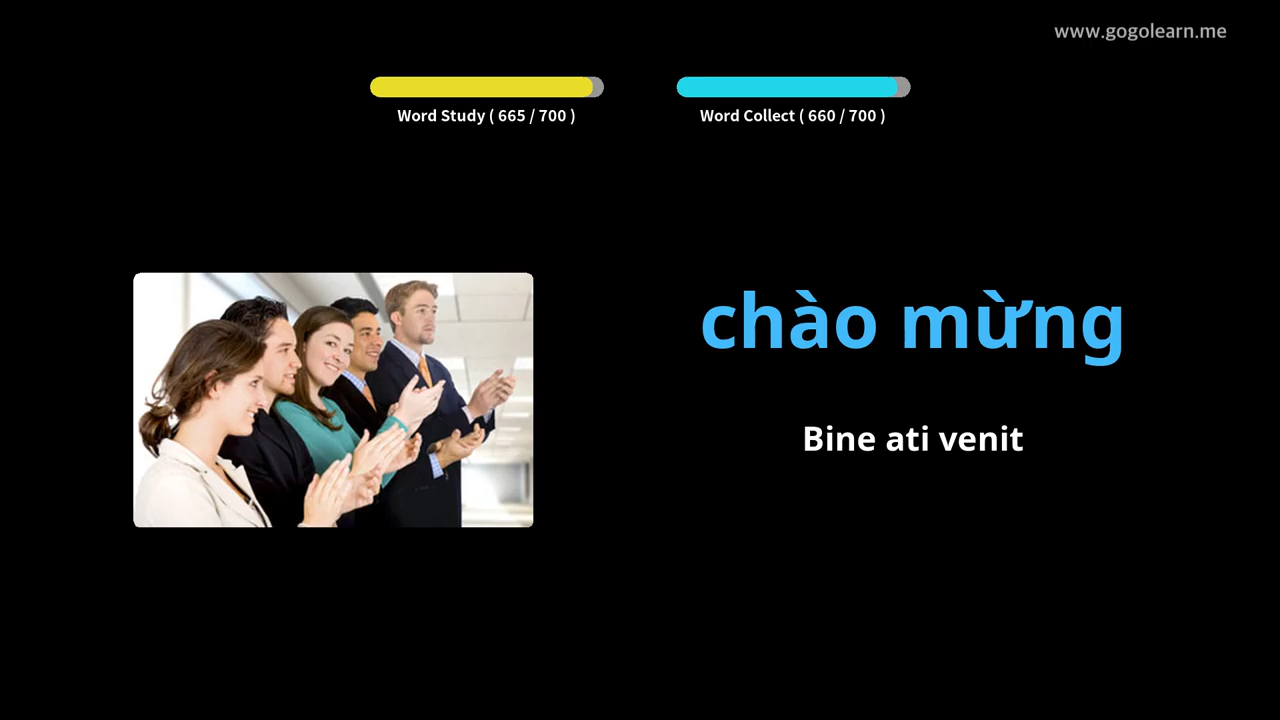 www.gogolearn.me
Word Study ( 665 / 700 )
Word Collect ( 660 / 700 )
chào mừng
Bine ati venit